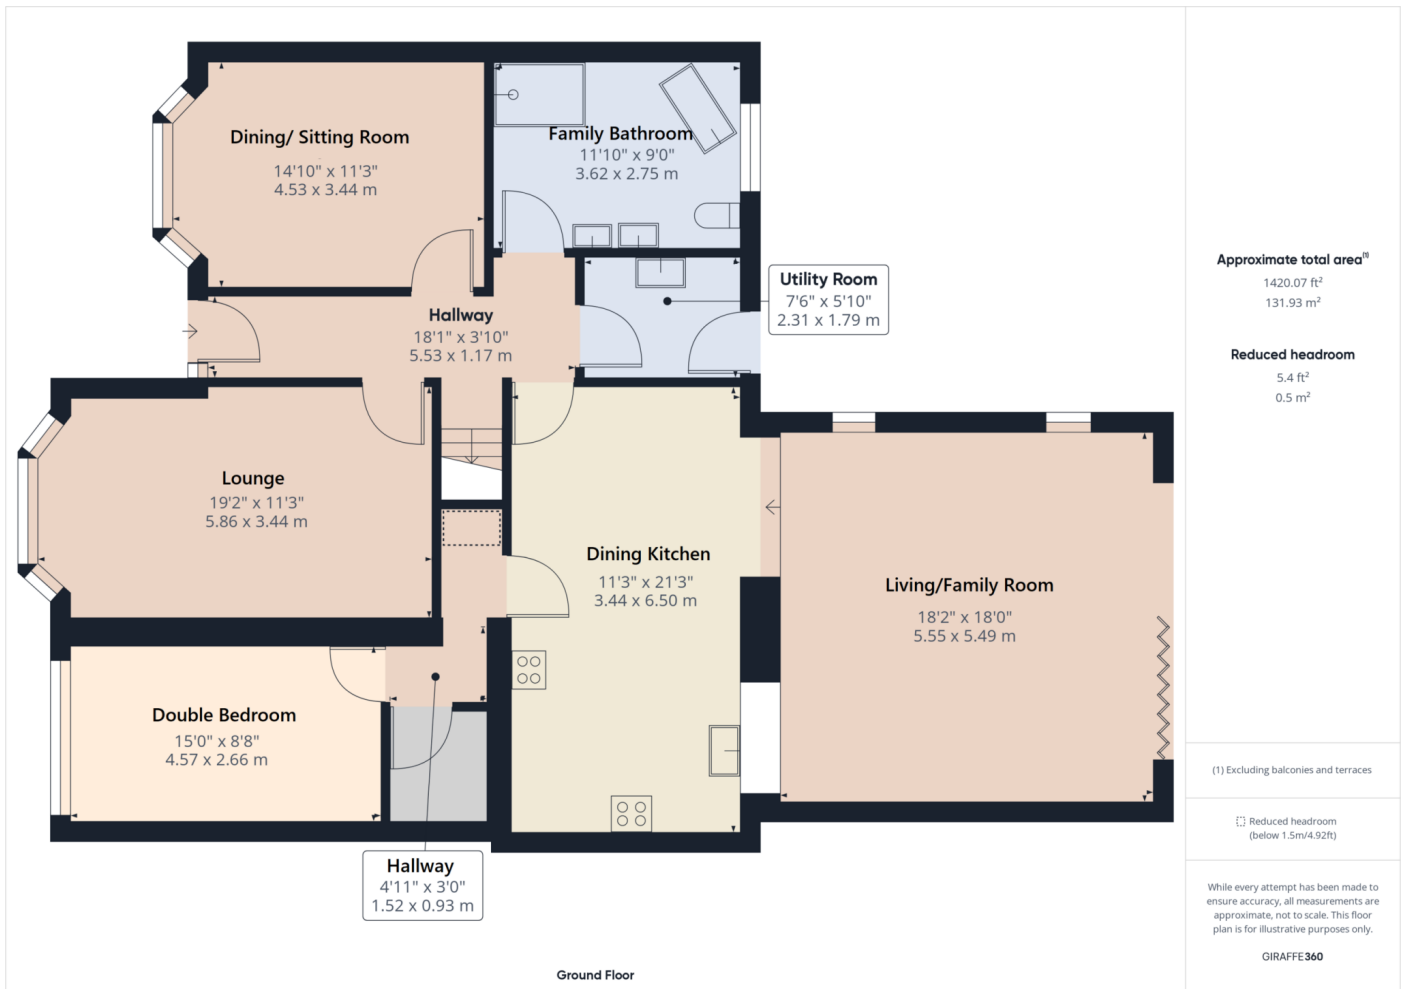 Dining/ Sitting Room
14'10" x 11'3"
4.53 x 3.44 m
Family Bathroom
11'10" x 9'0"
3.62 x 2.75 m
Utility Room
7'6" x 5'10"
2.31 x 1.79 m
Hallway
18'1" x 3'10"
5.53 x 1.17 m
Lounge
19'2" x 11'3"
5.86 x 3.44 m
Dining Kitchen
11'3" x 21'3"
3.44 x 6.50 m
Living/Family Room
18'2" x 18'0"
5.55 x 5.49 m
Double Bedroom
15'0" x 8'8"
4.57 x 2.66 m
Hallway
4'11" x 3'0"
1.52 x 0.93 m
Ground Floor
Approximate total area⁽¹⁾
1420.07 ft²
131.93 m²
Reduced headroom
5.4 ft²
0.5 m²
(1) Excluding balconies and terraces
Reduced headroom
(below 1.5m/4.92ft)
While every attempt has been made to
ensure accuracy, all measurements are
approximate, not to scale. This floor
plan is for illustrative purposes only.
GIRAFFE360